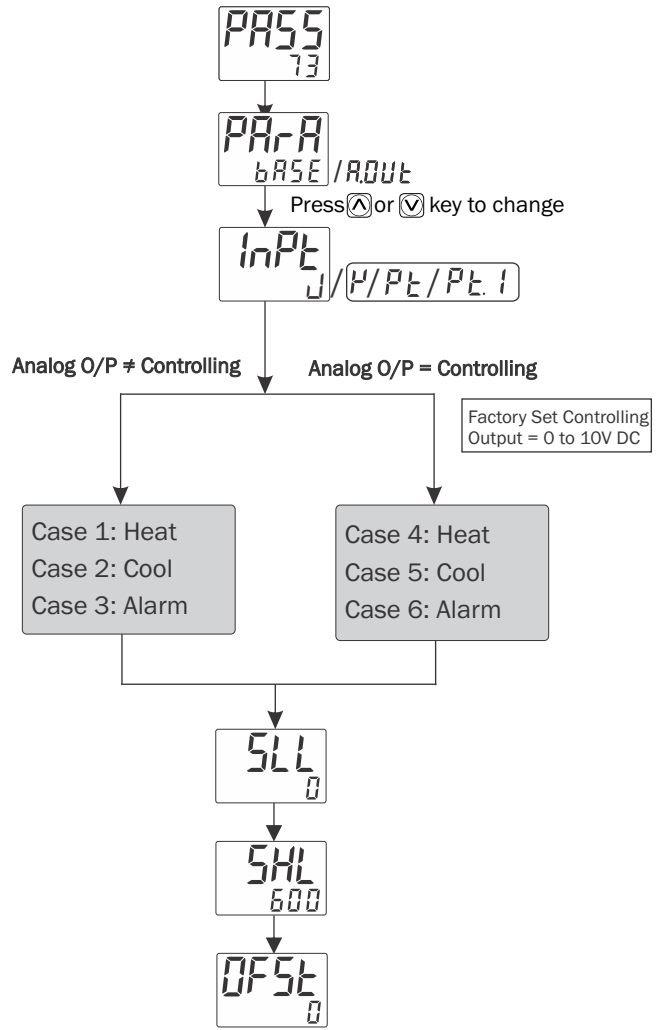 PASS
73
PArA
bASE / A.OUt
Press or key to change
InPt
J / K / Pt / Pt. 1
Analog O/P ≠ Controlling
Analog O/P = Controlling
Factory Set Controlling
Output = 0 to 10V DC
Case 1: Heat
Case 2: Cool
Case 3: Alarm
Case 4: Heat
Case 5: Cool
Case 6: Alarm
SLL
0
SHL
600
OFSt
0